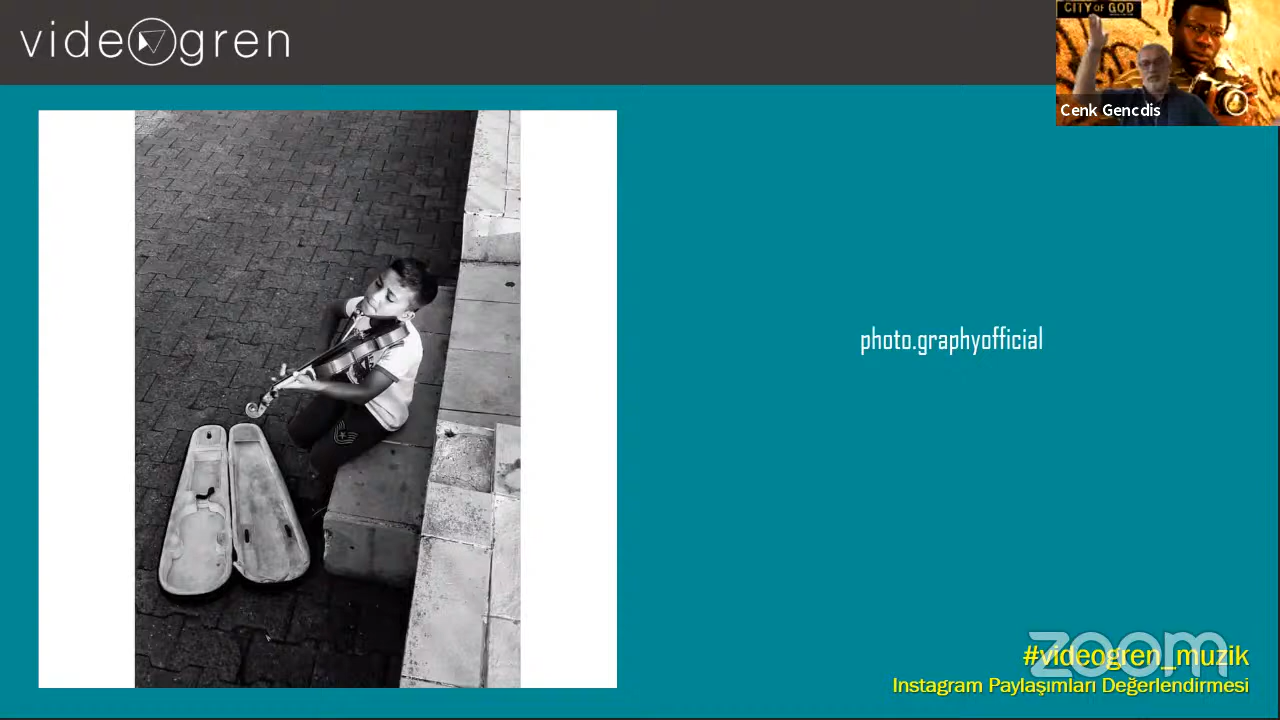 videogren
CITY OF GOD
Cenk Gencdis
photo.graphyofficial
zoom
#videogren_muzik
Instagram Paylaşımları Değerlendirmesi